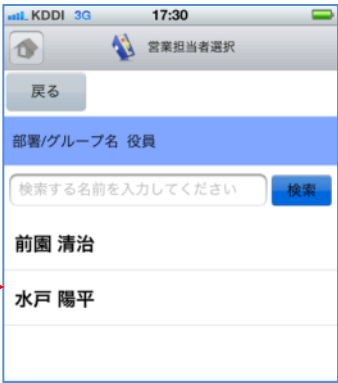 KDDI 3G 17:30
営業担当者選択
戻る
部署/グループ名 役員
検索する名前を入力してください 検索
前園 清治
水戸 陽平